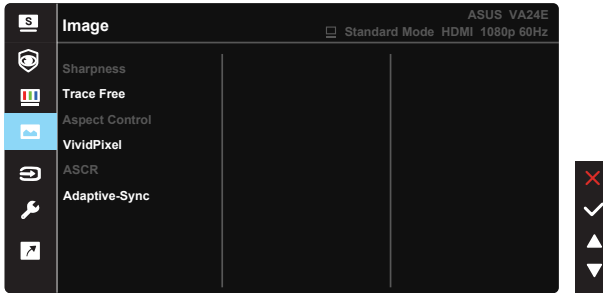 S
Image
ASUS VA24E
Standard Mode HDMI 1080p 60Hz
Sharpness
Trace Free
Aspect Control
VividPixel
ASCR
Adaptive-Sync